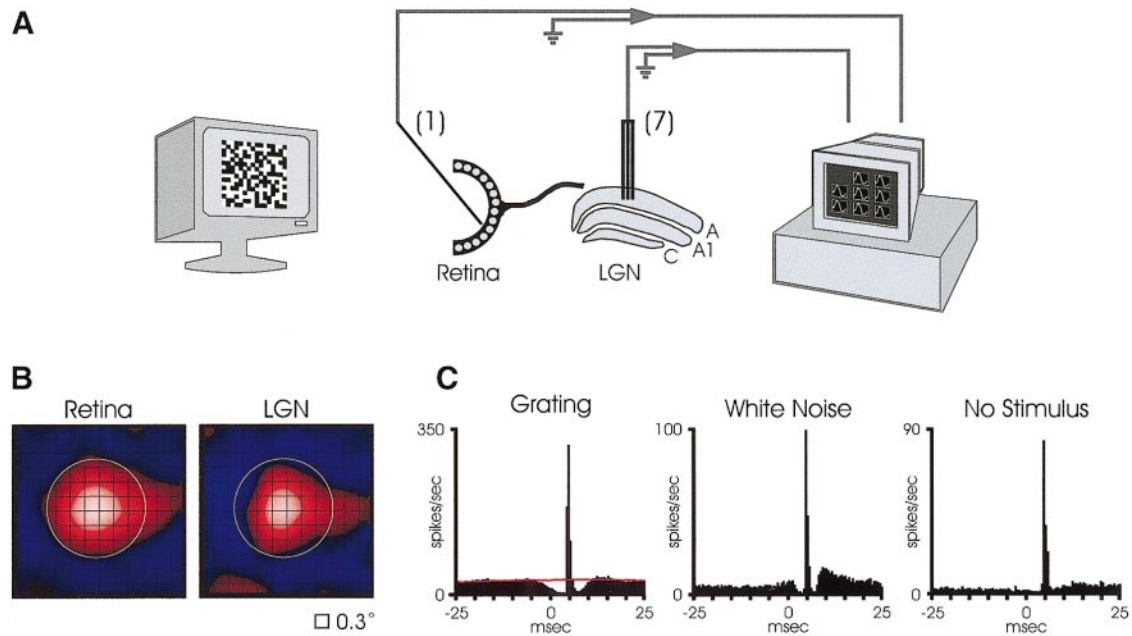 A
(1)
(7)
Retina
LGN
A
A1
C
B
Retina
LGN
0.3°
C
Grating
White Noise
No Stimulus
350
spikes/sec
0
-25 0 25
msec
100
spikes/sec
0
-25 0 25
msec
90
spikes/sec
0
-25 0 25
msec